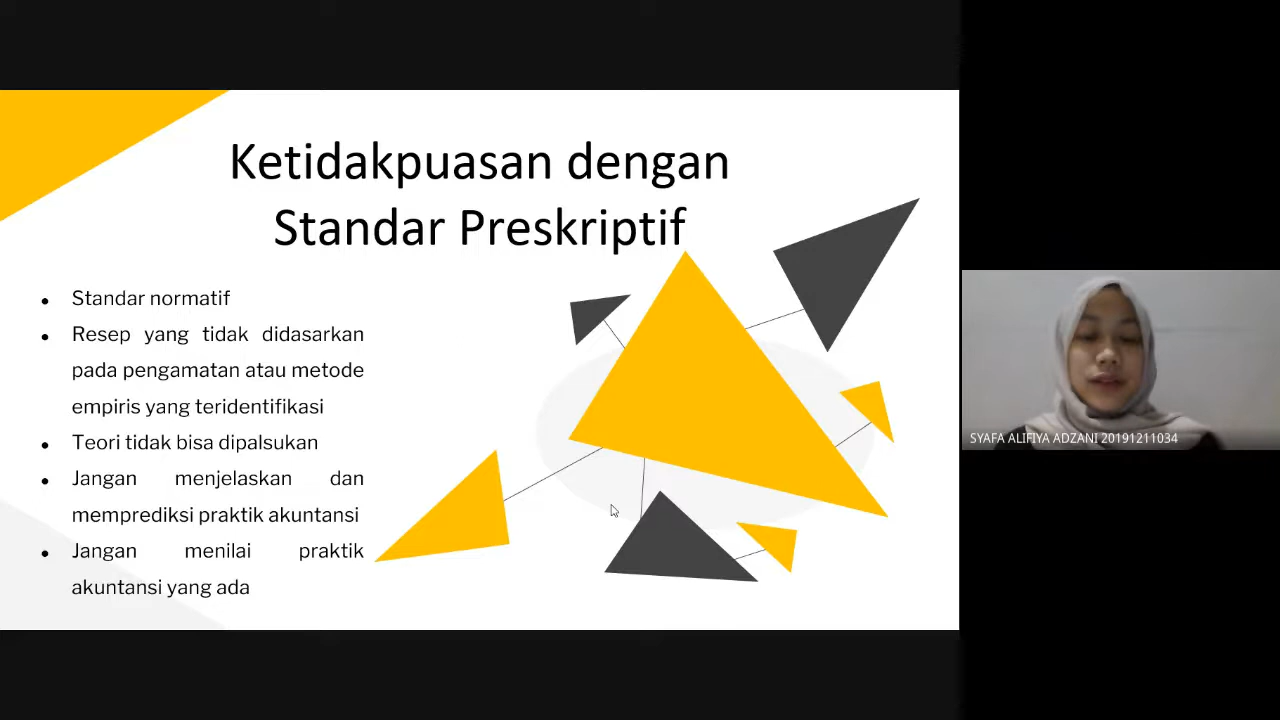 Ketidakpuasan dengan
Standar Preskriptif
• Standar normatif
• Resep yang tidak didasarkan
pada pengamatan atau metode
empiris yang teridentifikasi
• Teori tidak bisa dipalsukan
• Jangan menjelaskan dan
memprediksi praktik akuntansi
• Jangan menilai praktik
akuntansi yang ada
SYAFA ALIFIYA ADZANI 20191211034